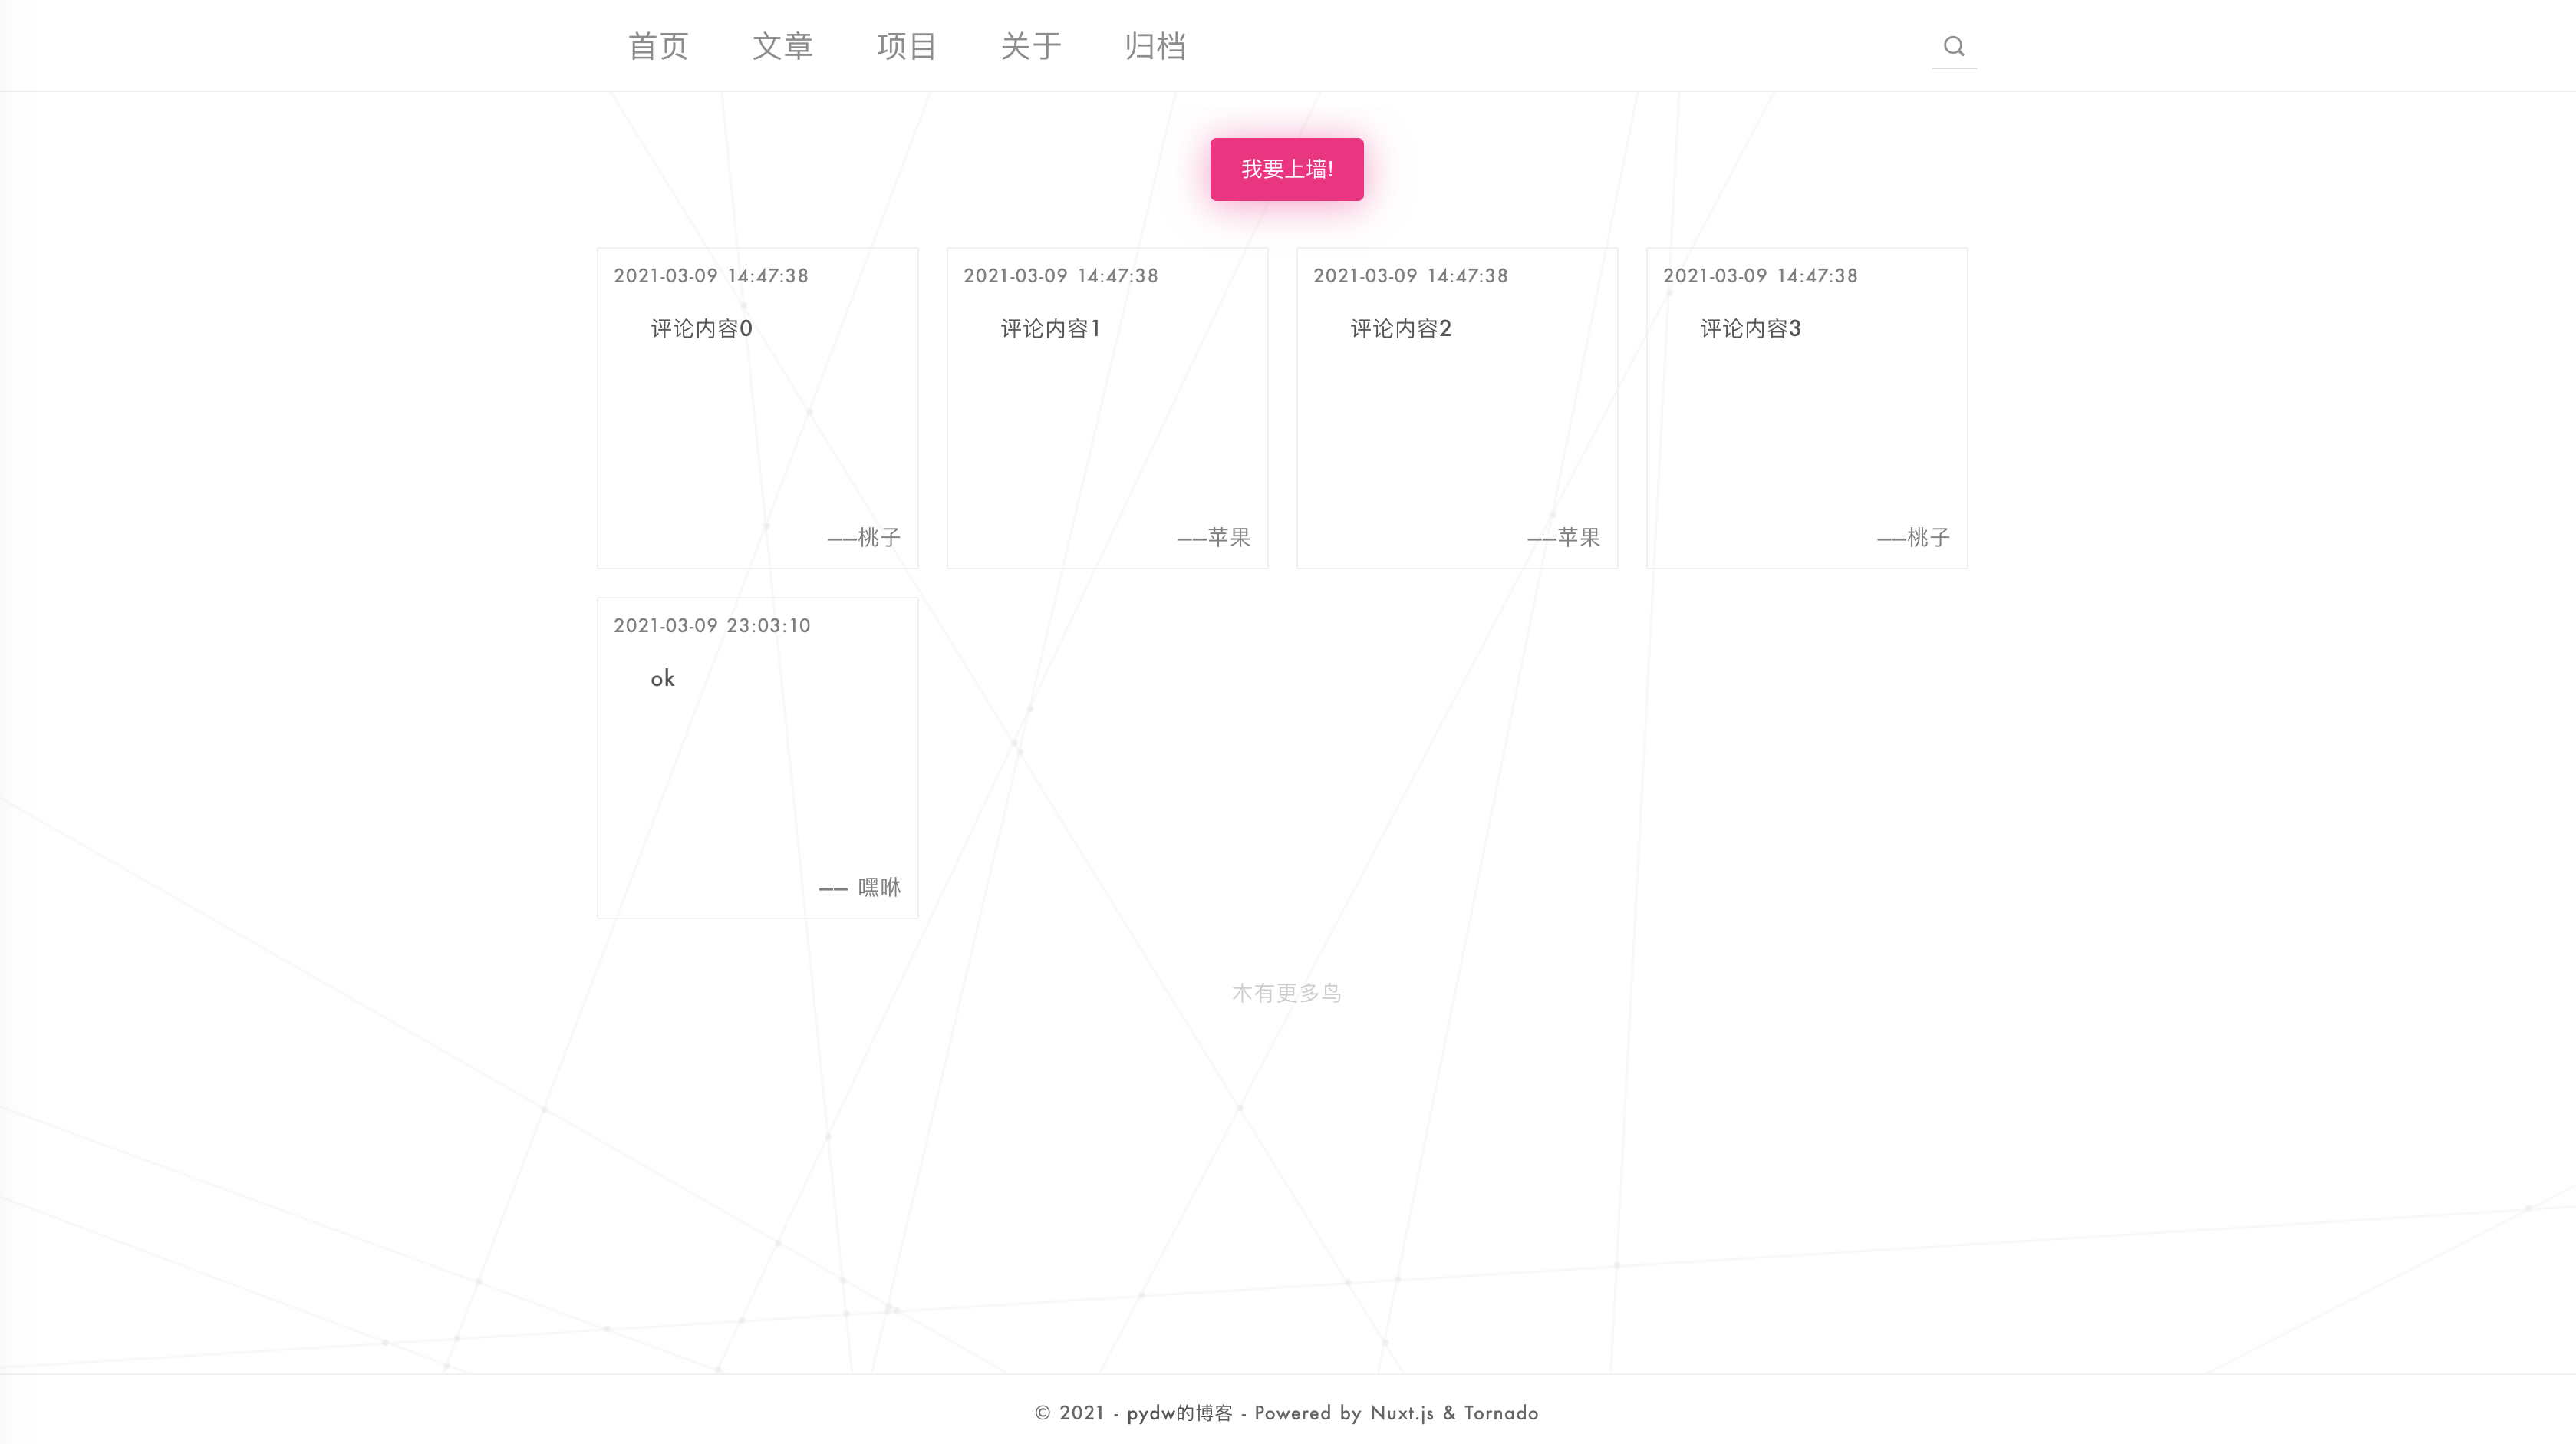 首页 文章 项目 关于 归档
我要上墙!
2021-03-09 14:47:38
评论内容0
——桃子
2021-03-09 14:47:38
评论内容1
——苹果
2021-03-09 14:47:38
评论内容2
——苹果
2021-03-09 14:47:38
评论内容3
——桃子
2021-03-09 23:03:10
ok
—— 嘿咻
木有更多鸟
© 2021 - pydw的博客 - Powered by Nuxt.js & Tornado